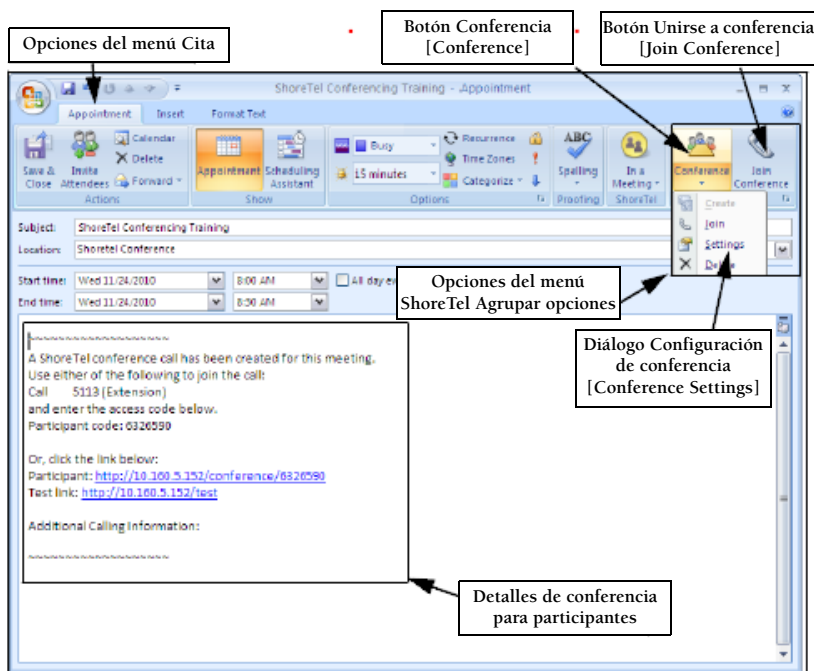 Opciones del menú Cita
Botón Conferencia
[Conference]
Botón Unirse a conferencia
[Join Conference]
ShoreTel Conferencing Training - Appointment
Appointment Insert Format Text
Save & Close
Invite Attendees
Calendar
Delete
Forward
Actions
Appointment
Scheduling Assistant
Show
Busy
15 minutes
Recurrence
Time Zones
Categorize
Options
ABC
Spelling
Proofing
In a Meeting
ShoreTel
Conference
Join Conference
Create
Join
Settings
Subject: ShoreTel Conferencing Training
Location: Shoretel Conference
Start time: Wed 11/24/2010 8:00 AM All day
End time: Wed 11/24/2010 8:30 AM
Opciones del menú
ShoreTel Agrupar opciones
Diálogo Configuración
de conferencia
[Conference Settings]
~~~~~~~~~~~~~~~~~~~
A ShoreTel conference call has been created for this meeting.
Use either of the following to join the call:
Call 5113 (Extension)
and enter the access code below.
Participant code: 6326590
Or, click the link below:
Participant: http://10.160.5.152/conference/6326590
Test link: http://10.160.5.152/test
Additional Calling Information:
~~~~~~~~~~~~~~~~~~~
Detalles de conferencia
para participantes